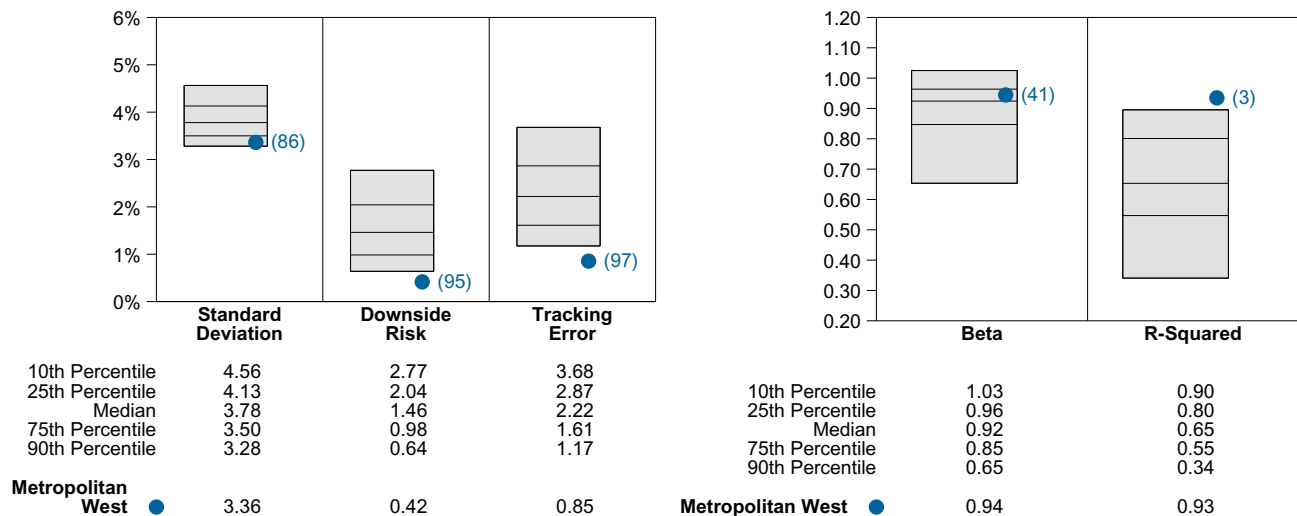 6%
5%
4%
3%
2%
1%
0%
(86)
(95)
(97)
Standard Deviation
Downside Risk
Tracking Error
10th Percentile 4.56 2.77 3.68
25th Percentile 4.13 2.04 2.87
Median 3.78 1.46 2.22
75th Percentile 3.50 0.98 1.61
90th Percentile 3.28 0.64 1.17
Metropolitan
West 3.36 0.42 0.85
1.20
1.10
1.00
0.90
0.80
0.70
0.60
0.50
0.40
0.30
0.20
(41)
(3)
Beta R-Squared
10th Percentile 1.03 0.90
25th Percentile 0.96 0.80
Median 0.92 0.65
75th Percentile 0.85 0.55
90th Percentile 0.65 0.34
Metropolitan West 0.94 0.93